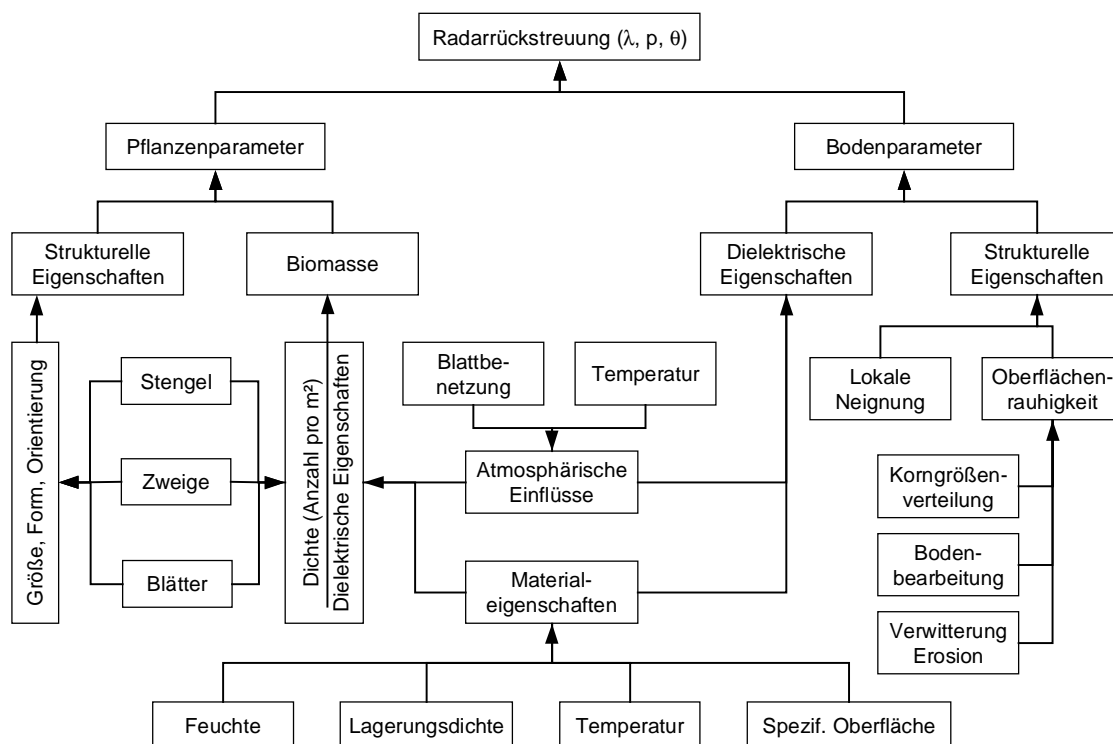 Radarrückstreuung (λ, p, θ)
Pflanzenparameter
Bodenparameter
Strukturelle
Eigenschaften
Biomasse
Dielektrische
Eigenschaften
Strukturelle
Eigenschaften
Größe, Form, Orientierung
Stengel
Zweige
Blätter
Dichte (Anzahl pro m²)
Dielektrische Eigenschaften
Blattbe-
netzung
Temperatur
Atmosphärische
Einflüsse
Material-
eigenschaften
Lokale
Neignung
Oberflächen-
rauhigkeit
Korngrößen-
verteilung
Boden-
bearbeitung
Verwitterung
Erosion
Feuchte
Lagerungsdichte
Temperatur
Spezif. Oberfläche